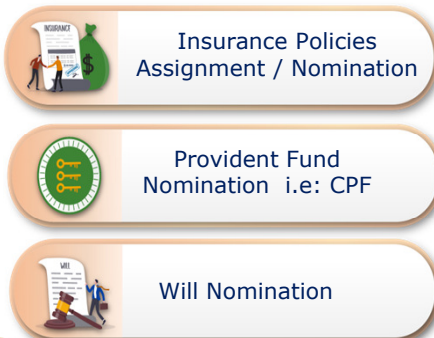 INSURANCE
$
Insurance Policies
Assignment / Nomination
Provident Fund
Nomination i.e: CPF
WILL
Will Nomination